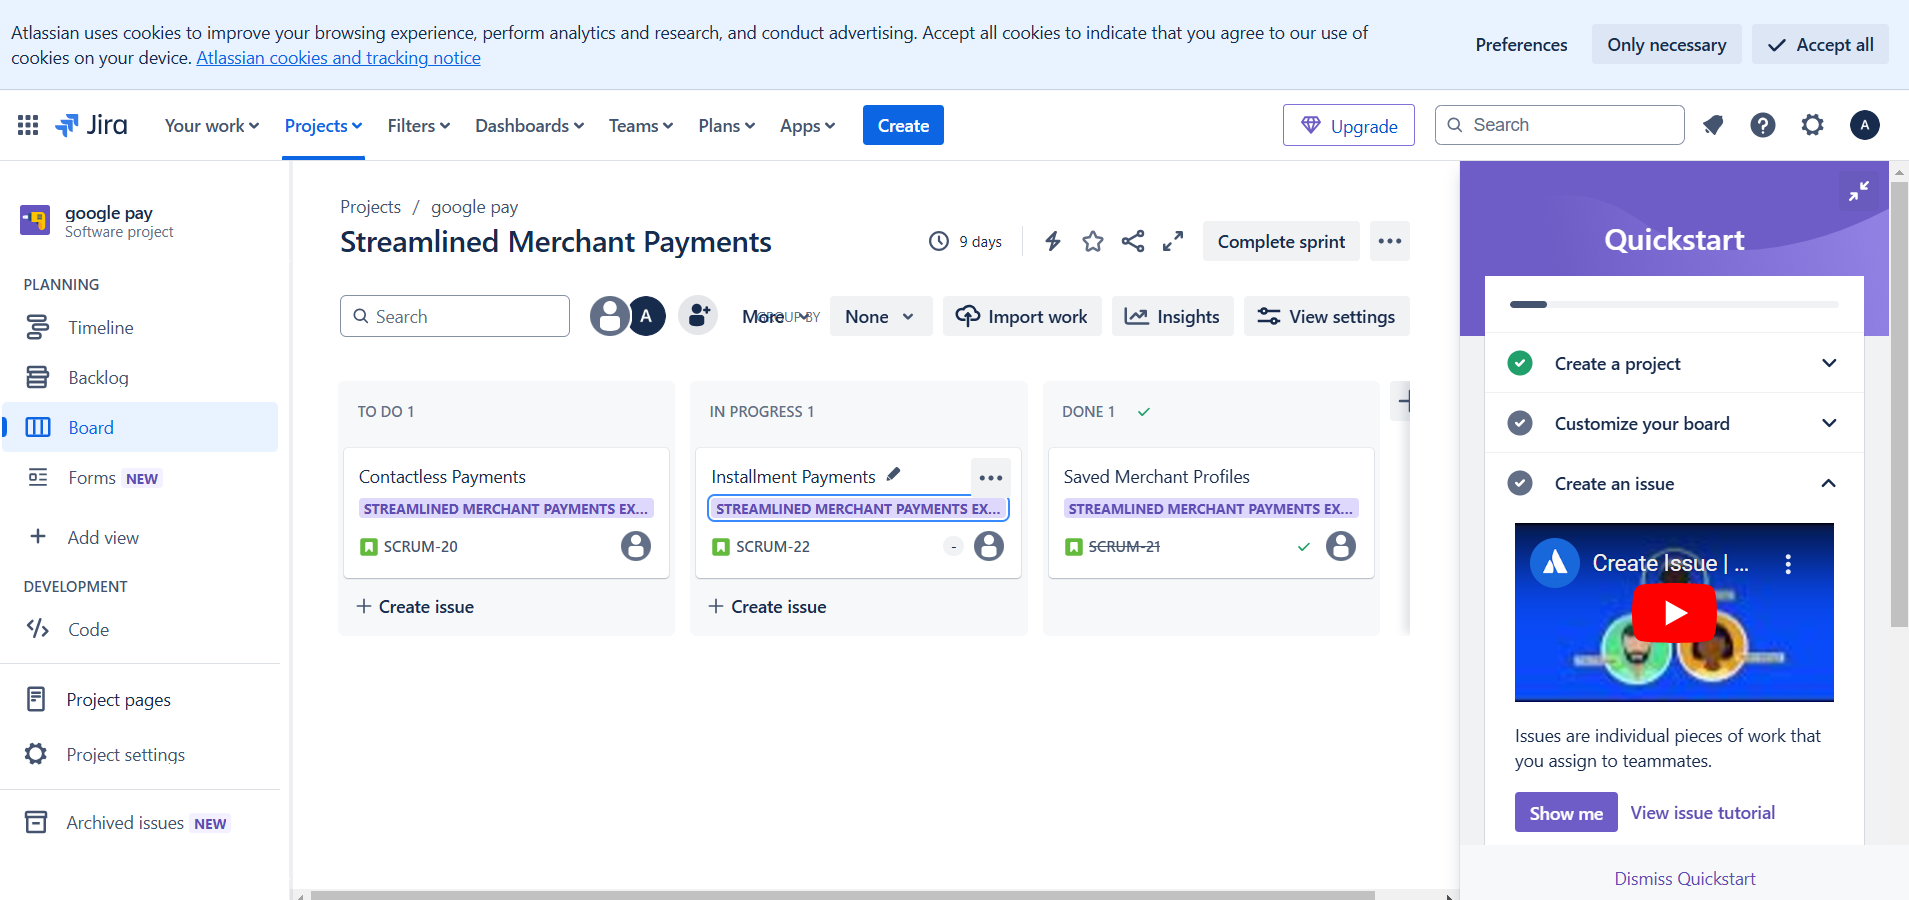 Atlassian uses cookies to improve your browsing experience, perform analytics and research, and conduct advertising. Accept all cookies to indicate that you agree to our use of
cookies on your device. Atlassian cookies and tracking notice
Preferences
Only necessary
Accept all
Jira
Your work
Projects
Filters
Dashboards
Teams
Plans
Apps
Create
Upgrade
Search
A
google pay
Software project
PLANNING
Timeline
Backlog
Board
Forms NEW
Add view
DEVELOPMENT
Code
Project pages
Project settings
Archived issues NEW
Projects / google pay
Streamlined Merchant Payments
9 days
Complete sprint
Search
A
More
GROUP BY
None
Import work
Insights
View settings
TO DO 1
Contactless Payments
STREAMLINED MERCHANT PAYMENTS EX...
SCRUM-20
Create issue
IN PROGRESS 1
Installment Payments
STREAMLINED MERCHANT PAYMENTS EX...
SCRUM-22
-
Create issue
DONE 1
Saved Merchant Profiles
STREAMLINED MERCHANT PAYMENTS EX...
SCRUM-21
Quickstart
Create a project
Customize your board
Create an issue
Create Issue | ...
Issues are individual pieces of work that
you assign to teammates.
Show me
View issue tutorial
Dismiss Quickstart